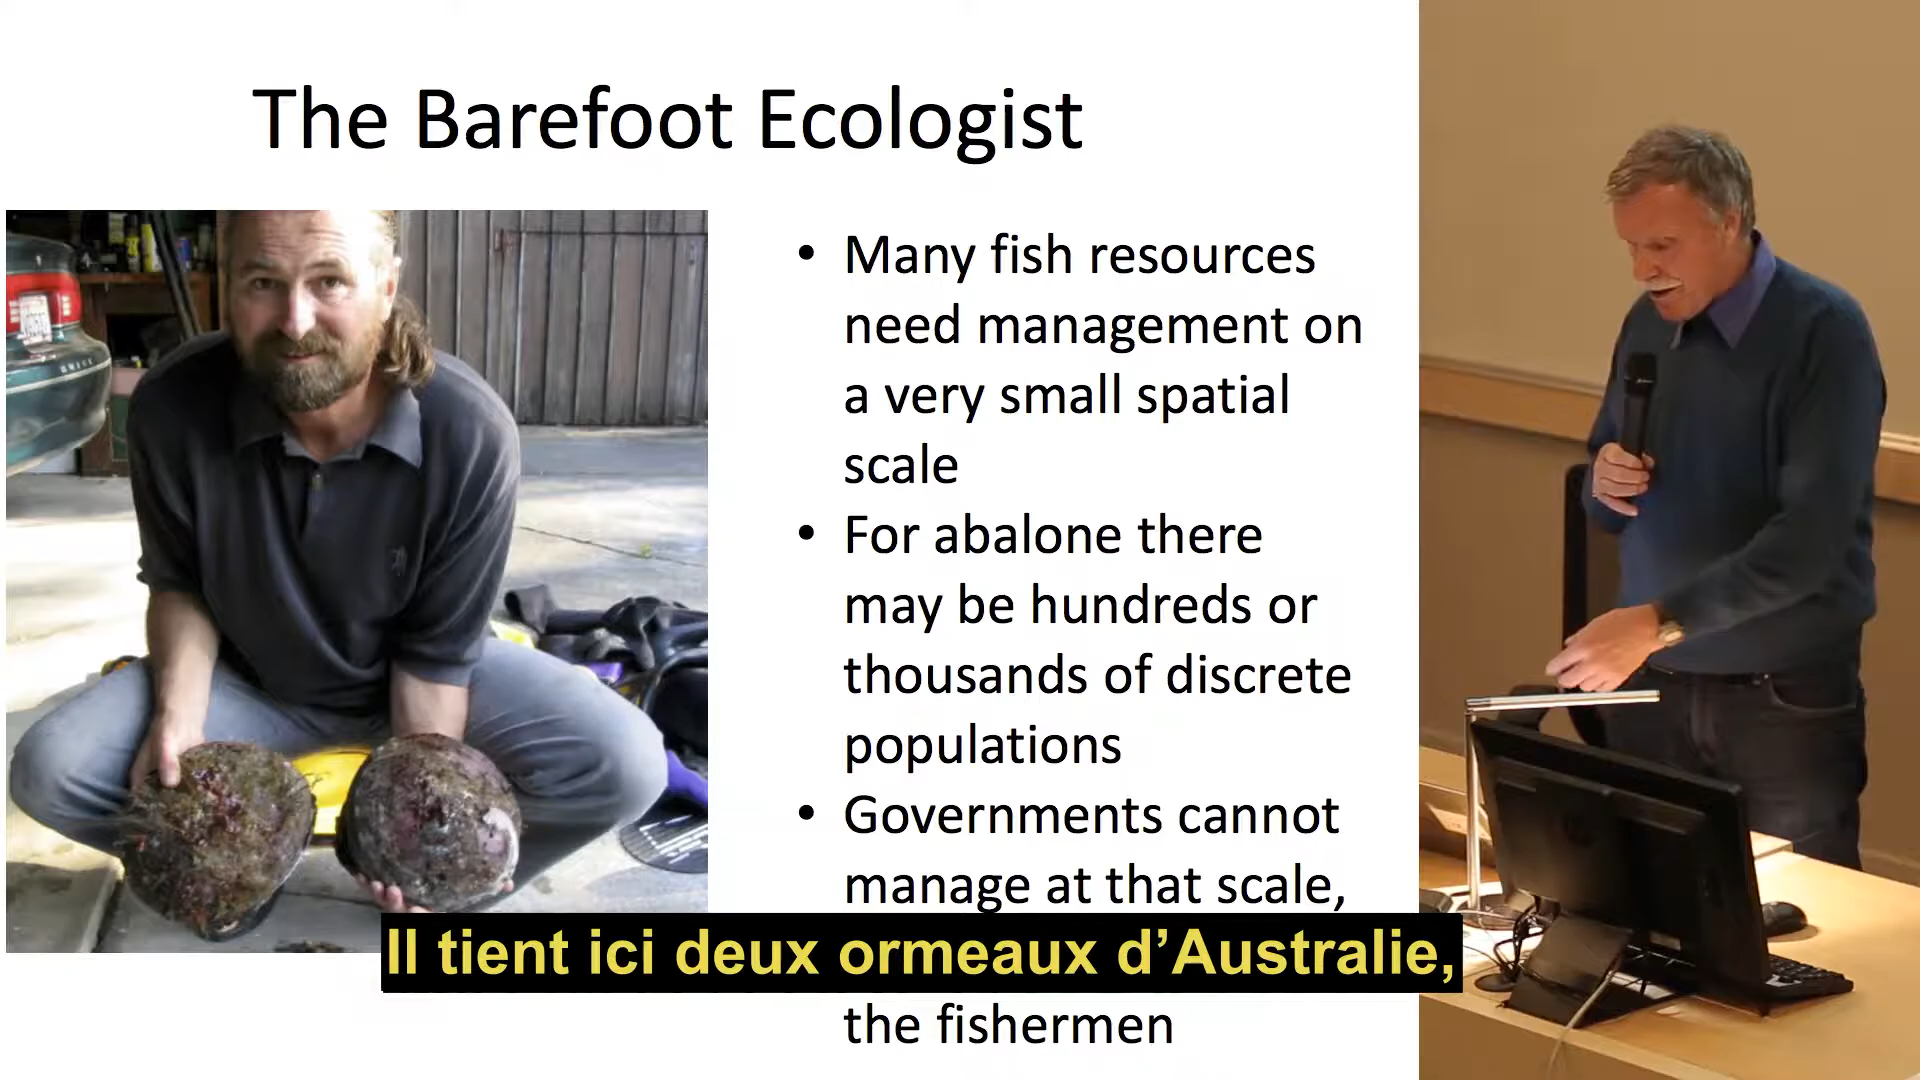 The Barefoot Ecologist
• Many fish resources
need management on
a very small spatial
scale
• For abalone there
may be hundreds or
thousands of discrete
populations
• Governments cannot
manage at that scale,
Il tient ici deux ormeaux d’Australie,
the fishermen